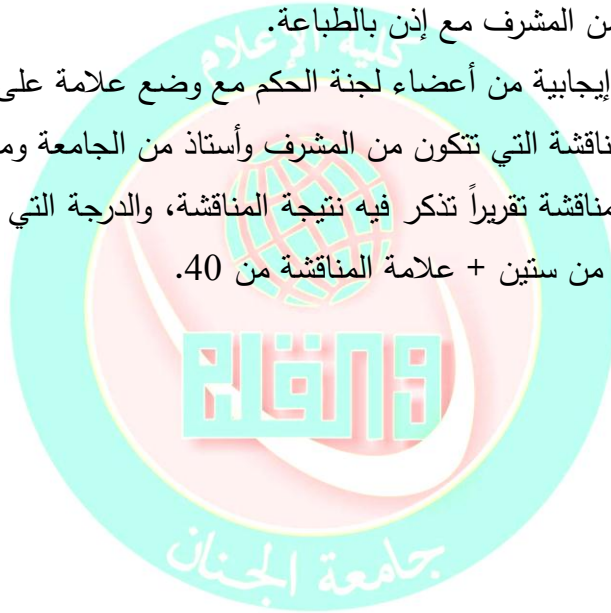 ن المشرف مع إذن بالطباعة.
إيجابية من أعضاء لجنة الحكم مع وضع علامة على
ناقشة التي تتكون من المشرف وأستاذ من الجامعة وم
مناقشة تقريراً تذكر فيه نتيجة المناقشة، والدرجة التي
من ستين + علامة المناقشة من 40.
كلية الإعلام
جامعة الجنان